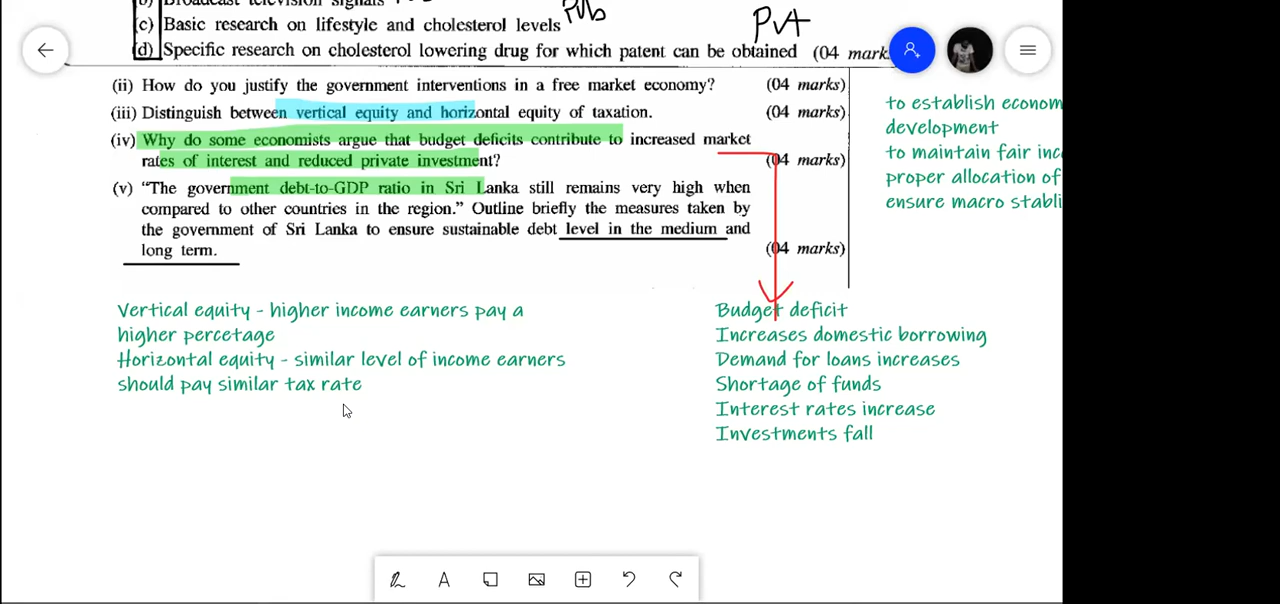 (b) Broadcast television signals
(c) Basic research on lifestyle and cholesterol levels Pub
Pvt
(d) Specific research on cholesterol lowering drug for which patent can be obtained (04 mark
(ii) How do you justify the government interventions in a free market economy? (04 marks)
(iii) Distinguish between vertical equity and horizontal equity of taxation. (04 marks)
(iv) Why do some economists argue that budget deficits contribute to increased market
rates of interest and reduced private investment? (04 marks)
(v) “The government debt-to-GDP ratio in Sri Lanka still remains very high when
compared to other countries in the region.” Outline briefly the measures taken by
the government of Sri Lanka to ensure sustainable debt level in the medium and
long term. (04 marks)
to establish econom
development
to maintain fair inc
proper allocation of
ensure macro stabli
Vertical equity - higher income earners pay a
higher percetage
Horizontal equity - similar level of income earners
should pay similar tax rate
Budget deficit
Increases domestic borrowing
Demand for loans increases
Shortage of funds
Interest rates increase
Investments fall
A